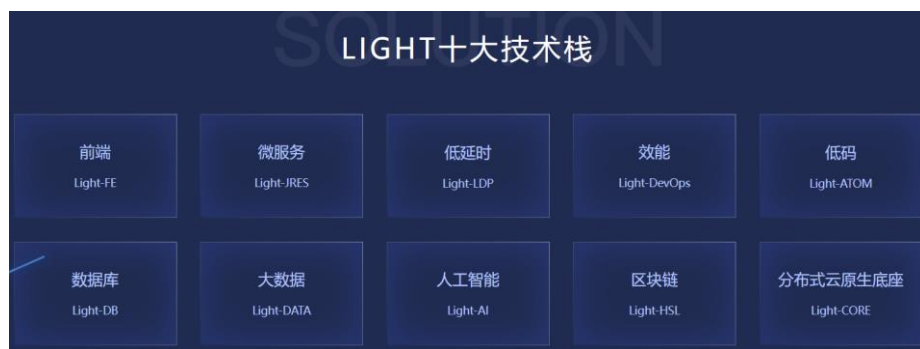 SOLUTION
LIGHT十大技术栈
前端
Light-FE
微服务
Light-JRES
低延时
Light-LDP
效能
Light-DevOps
低码
Light-ATOM
数据库
Light-DB
大数据
Light-DATA
人工智能
Light-AI
区块链
Light-HSL
分布式云原生底座
Light-CORE